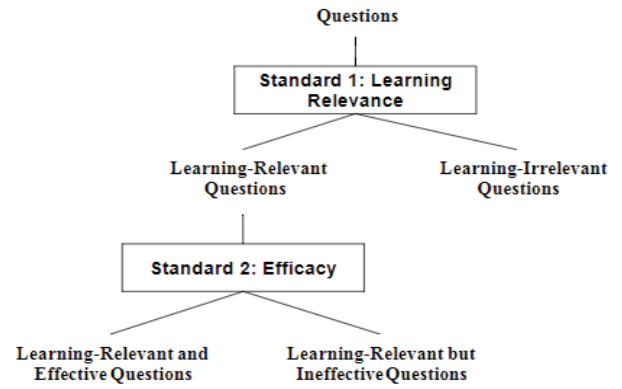 Questions
Standard 1: Learning
Relevance
Learning-Relevant
Questions
Learning-Irrelevant
Questions
Standard 2: Efficacy
Learning-Relevant and
Effective Questions
Learning-Relevant but
Ineffective Questions